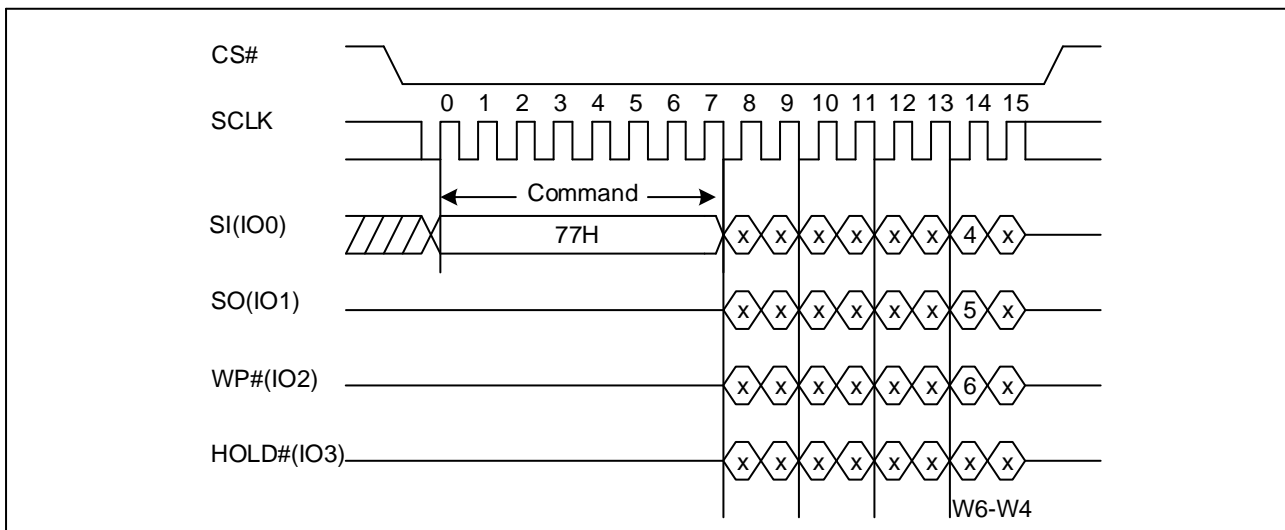 CS#
0 1 2 3 4 5 6 7 8 9 10 11 12 13 14 15
SCLK
Command
SI(IO0) 77H x x x x x x 4 x
SO(IO1) x x x x x x 5 x
WP#(IO2) x x x x x x 6 x
HOLD#(IO3) x x x x x x x x
W6-W4